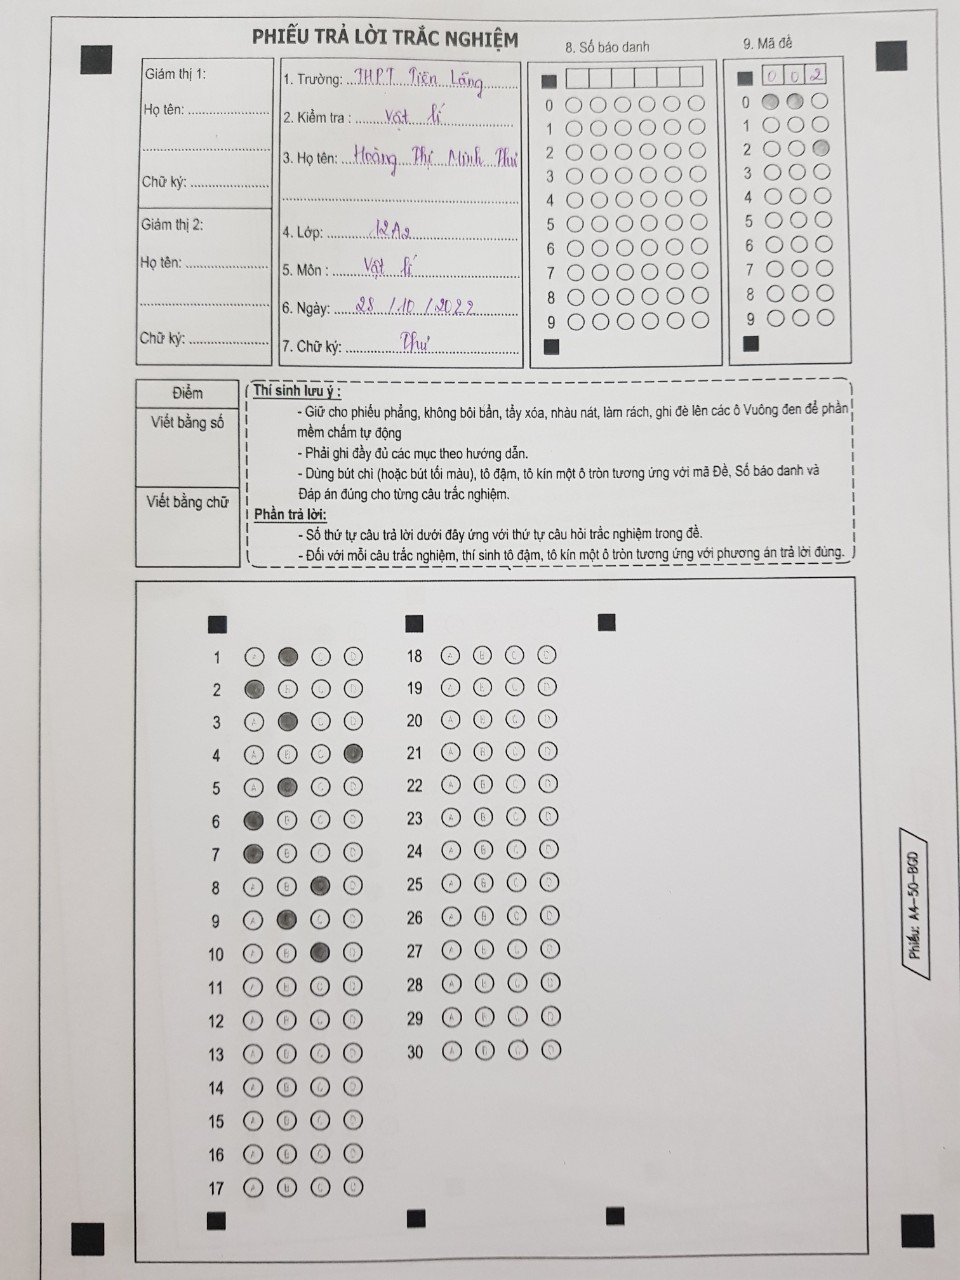 PHIẾU TRẢ LỜI TRẮC NGHIỆM
Giám thị 1:
Họ tên:
Chữ ký:
Giám thị 2:
Họ tên:
Chữ ký:
1. Trường: THPT Tiên Lãng
2. Kiểm tra : Vật lí
3. Họ tên: Hoàng Thị Minh Thư
4. Lớp: 12A2
5. Môn : Vật lí
6. Ngày: 28 / 10 / 2022
7. Chữ ký: Thư
8. Số báo danh
0
1
2
3
4
5
6
7
8
9
9. Mã đề
0 0 2
0
1
2
3
4
5
6
7
8
9
Điểm
Viết bằng số
Viết bằng chữ
Thí sinh lưu ý :
- Giữ cho phiếu phẳng, không bôi bẩn, tẩy xóa, nhàu nát, làm rách, ghi đè lên các ô Vuông đen để phần
mềm chấm tự động
- Phải ghi đầy đủ các mục theo hướng dẫn.
- Dùng bút chì (hoặc bút tối màu), tô đậm, tô kín một ô tròn tương ứng với mã Đề, Số báo danh và
Đáp án đúng cho từng câu trắc nghiệm.
Phần trả lời:
- Số thứ tự câu trả lời dưới đây ứng với thứ tự câu hỏi trắc nghiệm trong đề.
- Đối với mỗi câu trắc nghiệm, thí sinh tô đậm, tô kín một ô tròn tương ứng với phương án trả lời đúng.
1 A C D
2 B C D
3 A C D
4 A B C
5 A C D
6 B C D
7 B C D
8 A B D
9 A C D
10 A B D
11 A B C D
12 A B C D
13 A B C D
14 A B C D
15 A B C D
16 A B C D
17 A B C D
18 A B C D
19 A B C D
20 A B C D
21 A B C D
22 A B C D
23 A B C D
24 A B C D
25 A B C D
26 A B C D
27 A B C D
28 A B C D
29 A B C D
30 A B C D
Phiếu: A4-50-BGD